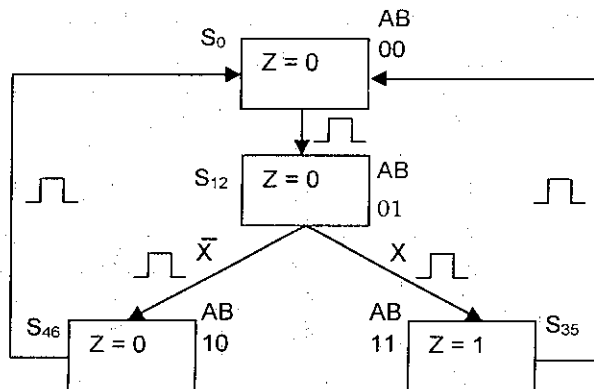 S₀
Z = 0
AB
00
S₁₂
Z = 0
AB
01
X̄
X
S₄₆
Z = 0
AB
10
AB
11
Z = 1
S₃₅